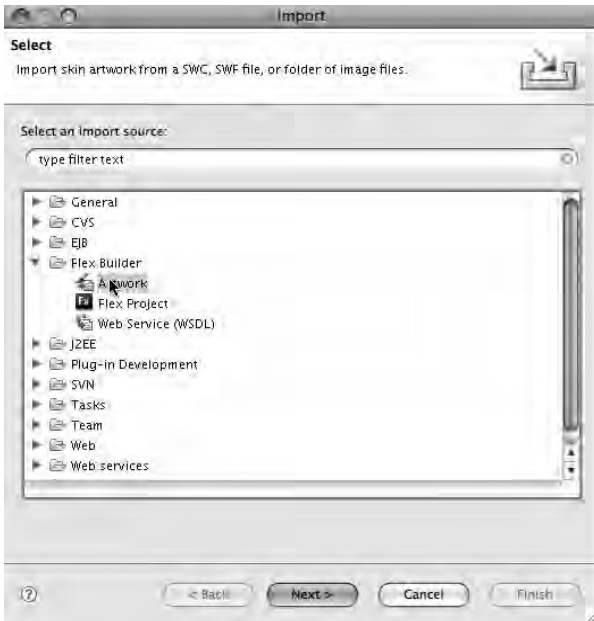 Import
Select
Import skin artwork from a SWC, SWF file, or folder of image files.
Select an import source:
type filter text
General
CVS
EJB
Flex Builder
Artwork
Fx Flex Project
Web Service (WSDL)
J2EE
Plug-in Development
SVN
Tasks
Team
Web
Web services
?
< Back
Next >
Cancel
Finish